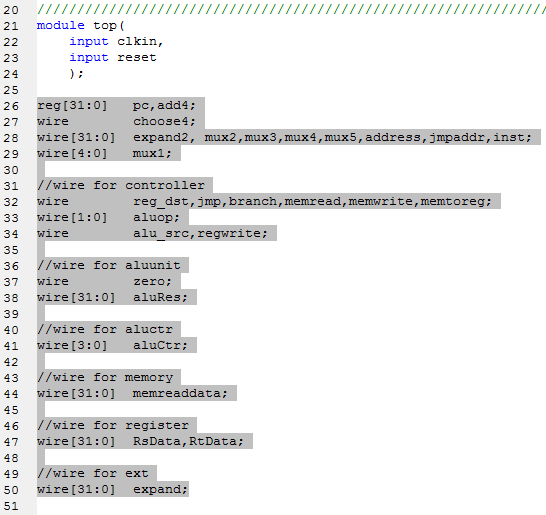 20 ////////////////////////////////////////////////////////////////
21 module top(
22     input clkin,
23     input reset
24     );
25
26 reg[31:0]   pc,add4;
27 wire        choose4;
28 wire[31:0]  expand2, mux2,mux3,mux4,mux5,address,jmpaddr,inst;
29 wire[4:0]   mux1;
30
31 //wire for controller
32 wire        reg_dst,jmp,branch,memread,memwrite,memtoreg;
33 wire[1:0]   aluop;
34 wire        alu_src,regwrite;
35
36 //wire for aluunit
37 wire        zero;
38 wire[31:0]  aluRes;
39
40 //wire for aluctr
41 wire[3:0]   aluCtr;
42
43 //wire for memory
44 wire[31:0]  memreaddata;
45
46 //wire for register
47 wire[31:0]  RsData,RtData;
48
49 //wire for ext
50 wire[31:0]  expand;
51